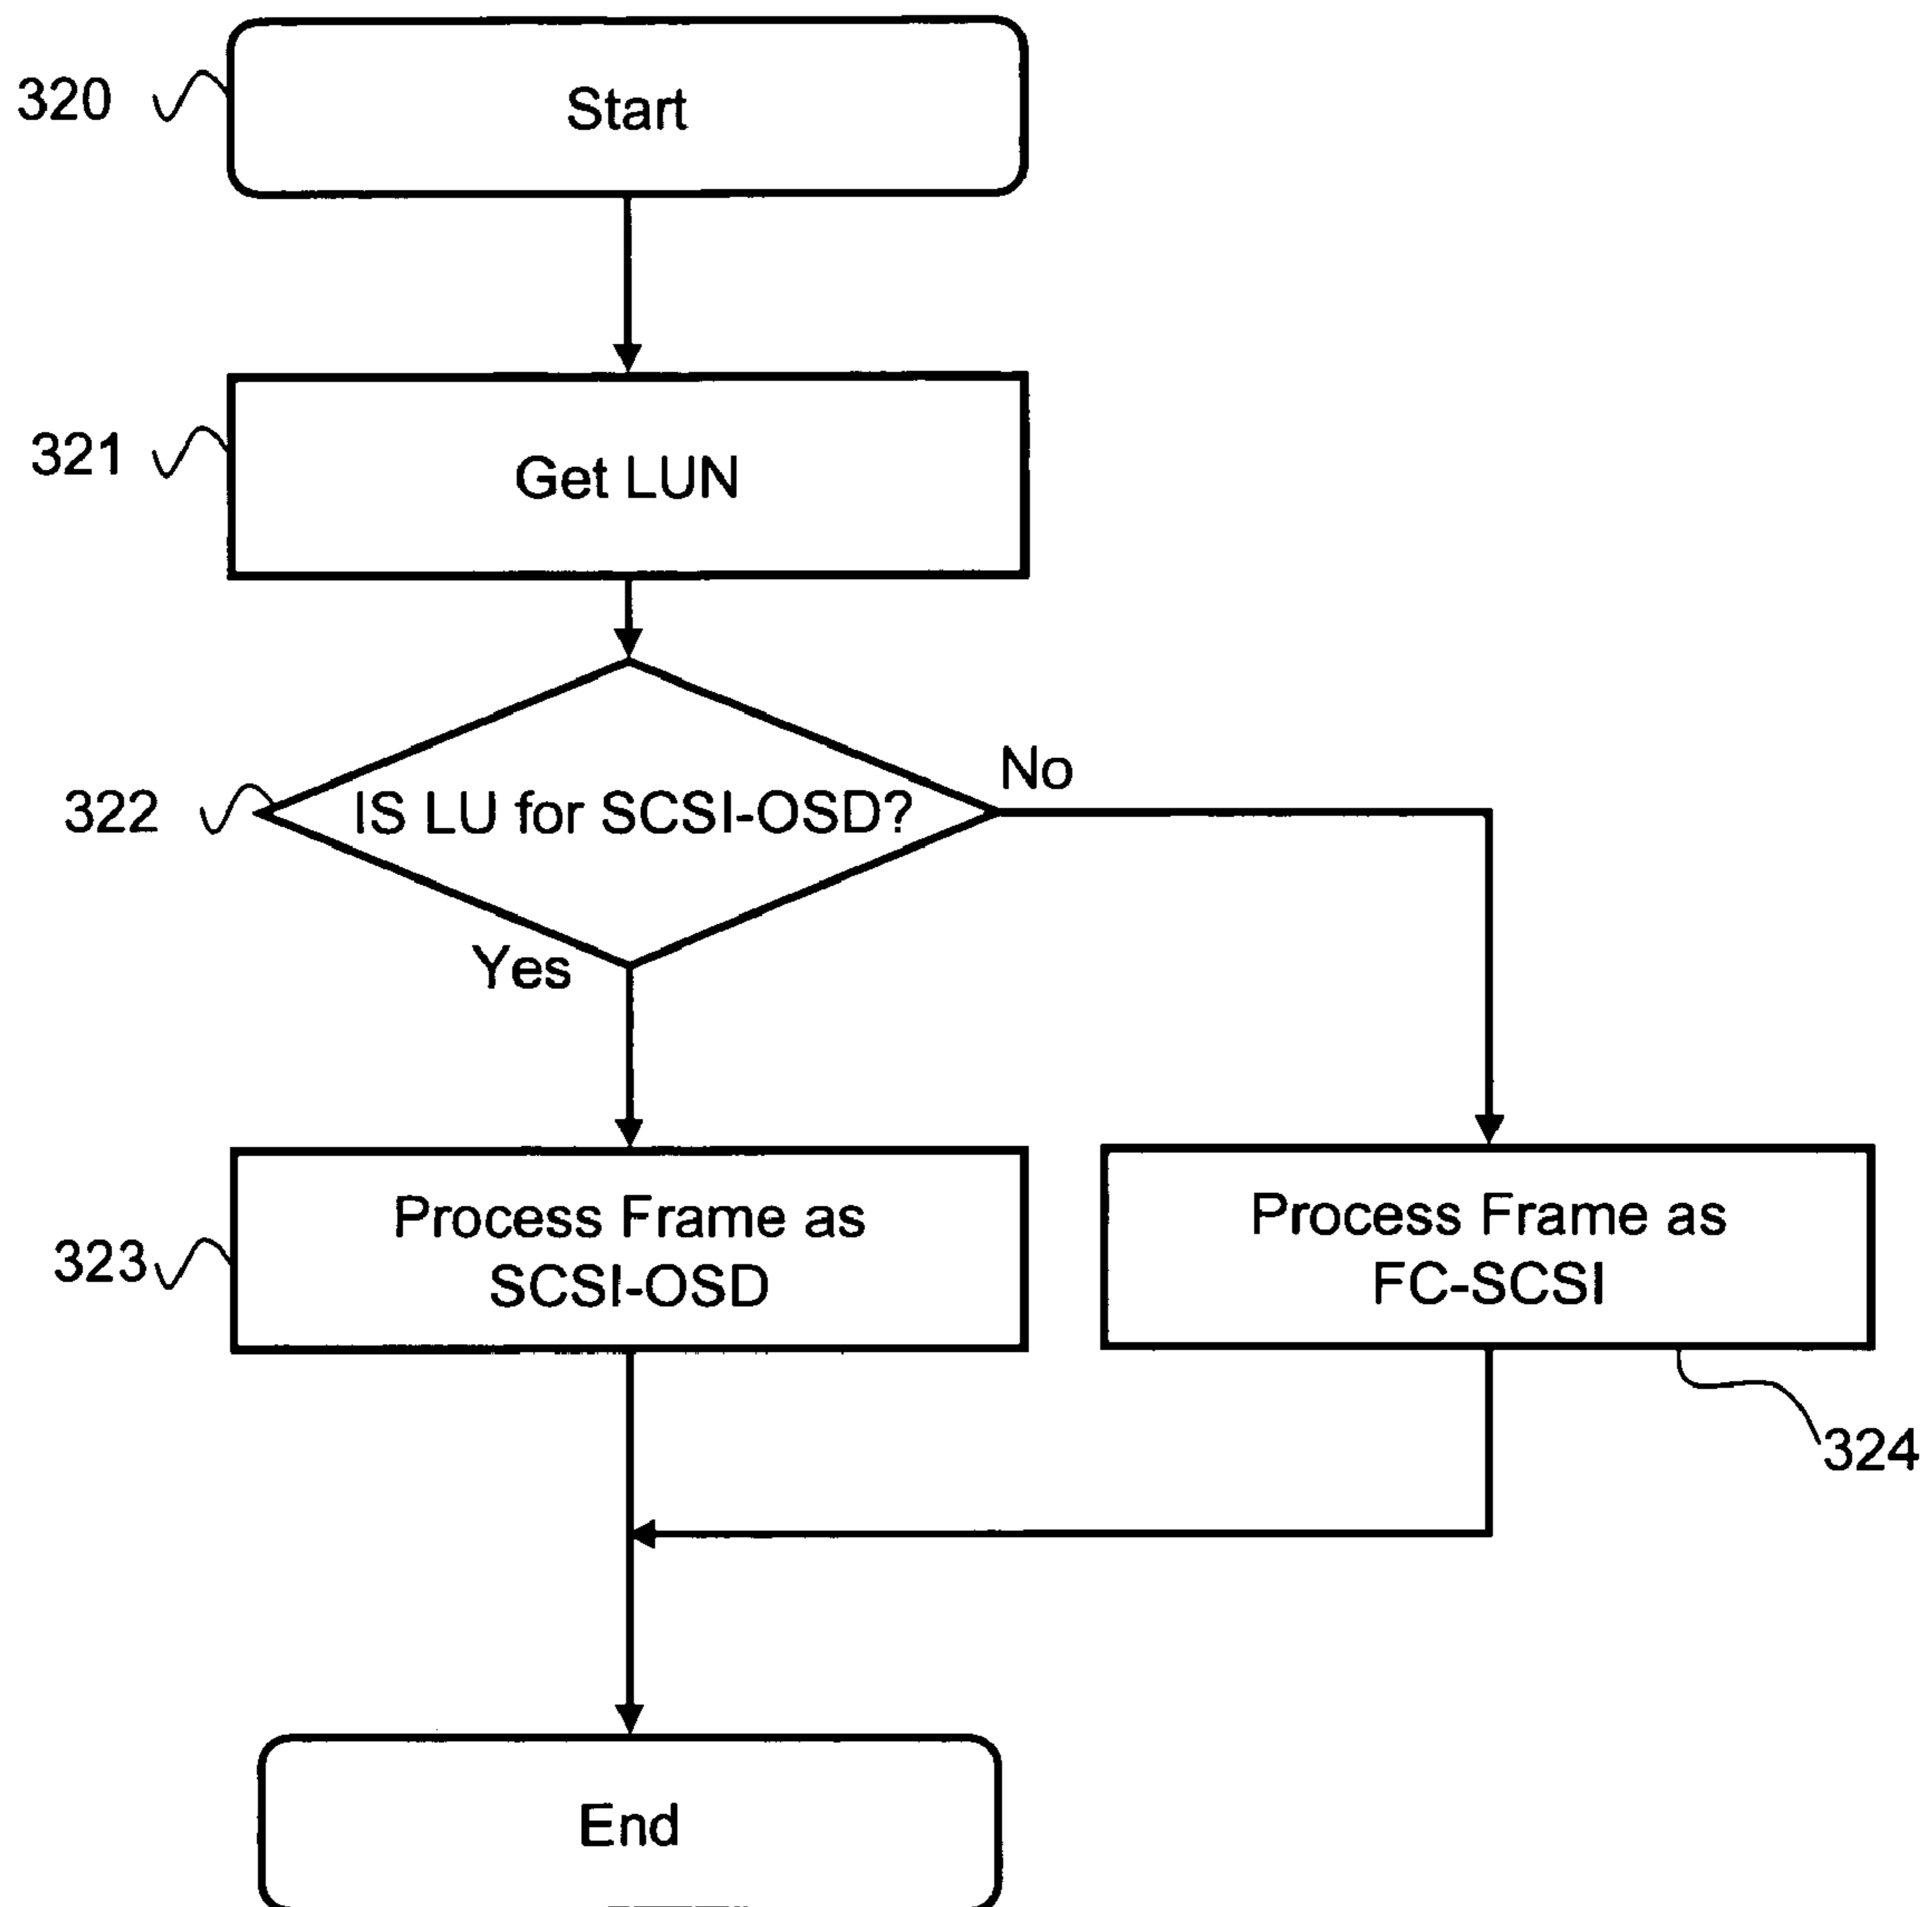 320
Start
321
Get LUN
322
IS LU for SCSI-OSD?
No
Yes
323
Process Frame as
SCSI-OSD
Process Frame as
FC-SCSI
324
End